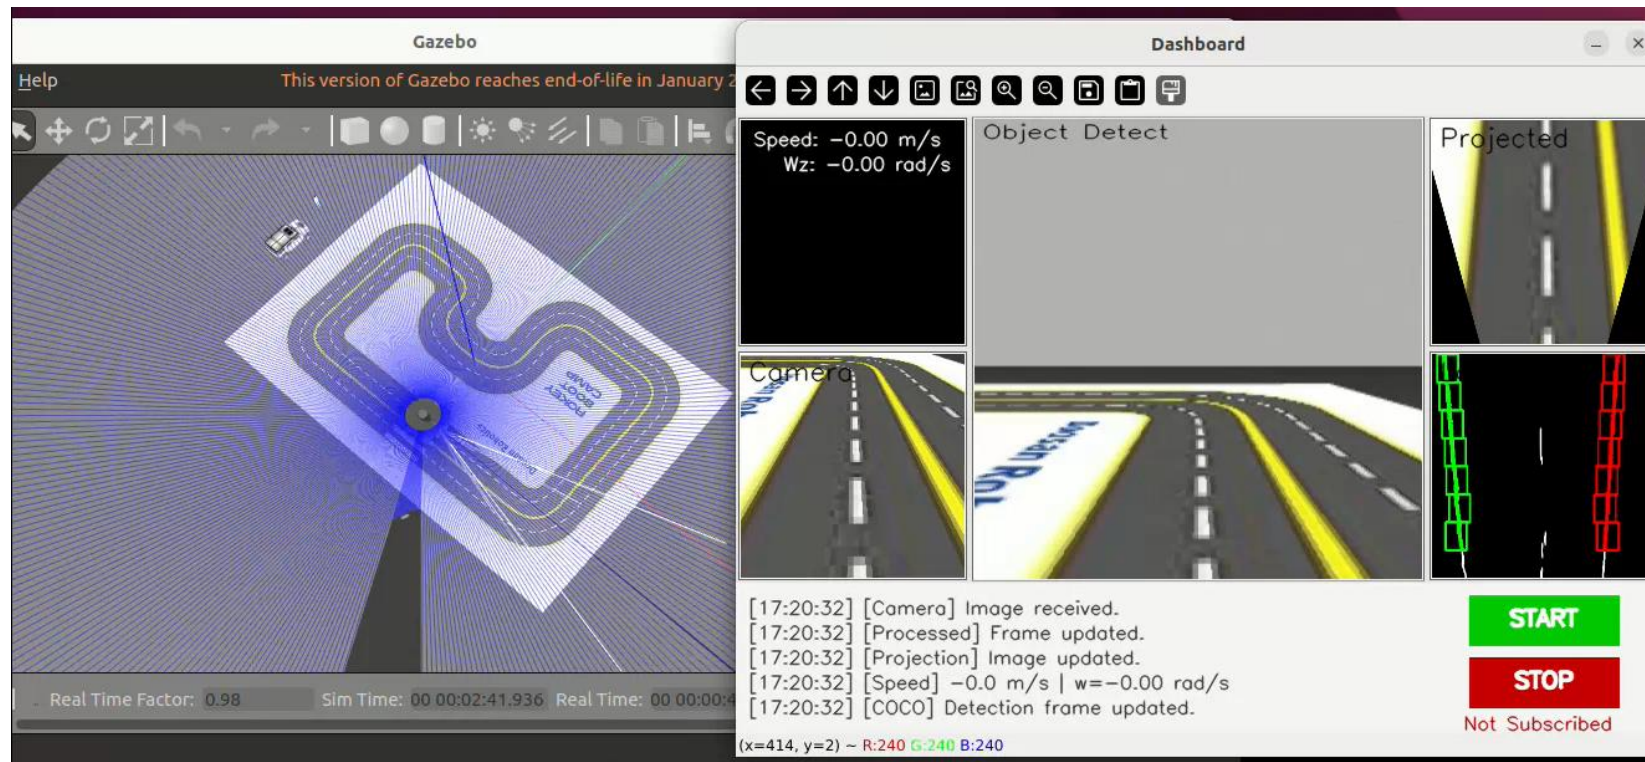 Gazebo
Help
This version of Gazebo reaches end-of-life in January 2
ROKEY
BOOT
CAMP
Real Time Factor: 0.98
Sim Time: 00 00:02:41.936
Real Time: 00 00:00:4
Dashboard
Speed: -0.00 m/s
Wz: -0.00 rad/s
Object Detect
Projected
Camera
[17:20:32] [Camera] Image received.
[17:20:32] [Processed] Frame updated.
[17:20:32] [Projection] Image updated.
[17:20:32] [Speed] -0.0 m/s | w=-0.00 rad/s
[17:20:32] [COCO] Detection frame updated.
START
STOP
Not Subscribed
(x=414, y=2) ~ R:240 G:240 B:240